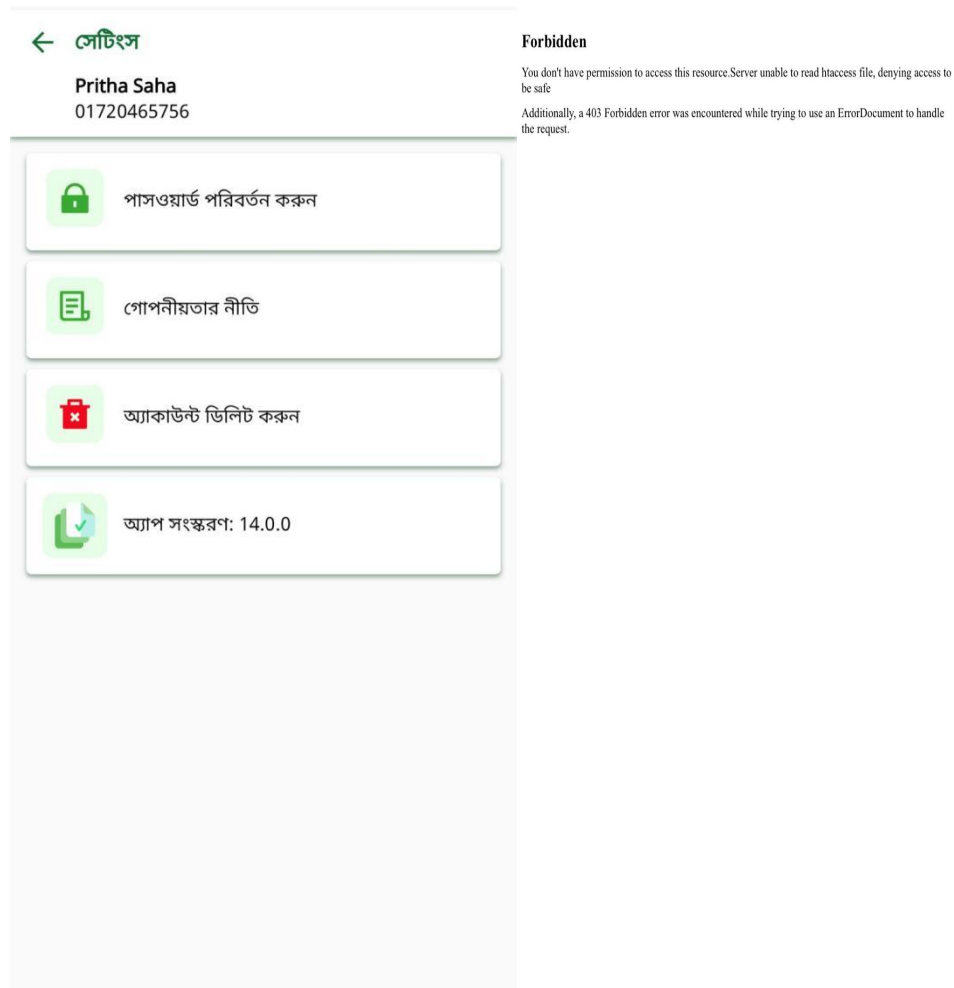 সেটিংস
Pritha Saha
01720465756
পাসওয়ার্ড পরিবর্তন করুন
গোপনীয়তার নীতি
অ্যাকাউন্ট ডিলিট করুন
অ্যাপ সংস্করণ: 14.0.0
Forbidden
You don't have permission to access this resource.Server unable to read htaccess file, denying access to
be safe
Additionally, a 403 Forbidden error was encountered while trying to use an ErrorDocument to handle
the request.